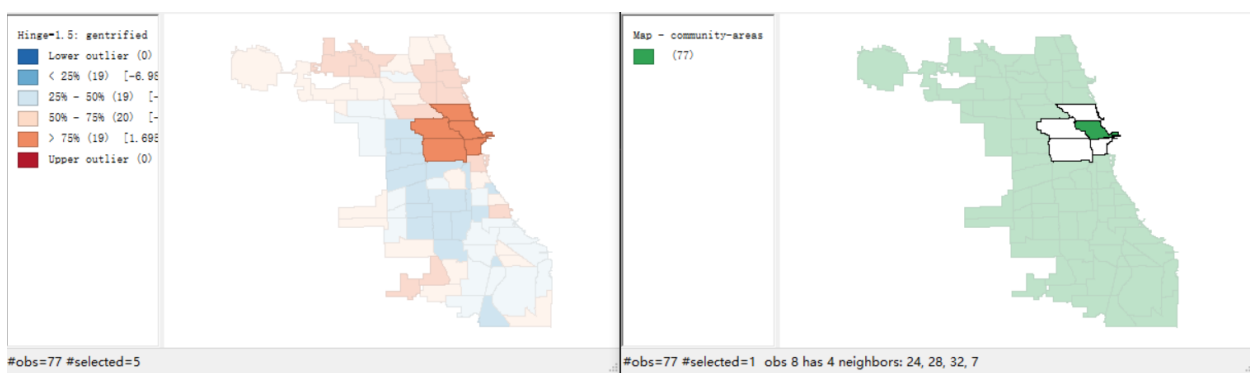 Hinge=1.5: gentrified
Lower outlier (0)
< 25% (19) [-6.95
25% - 50% (19) [-
50% - 75% (20) [-
> 75% (19) [1.695
Upper outlier (0)
#obs=77 #selected=5
Map - community-areas
(77)
#obs=77 #selected=1 obs 8 has 4 neighbors: 24, 28, 32, 7